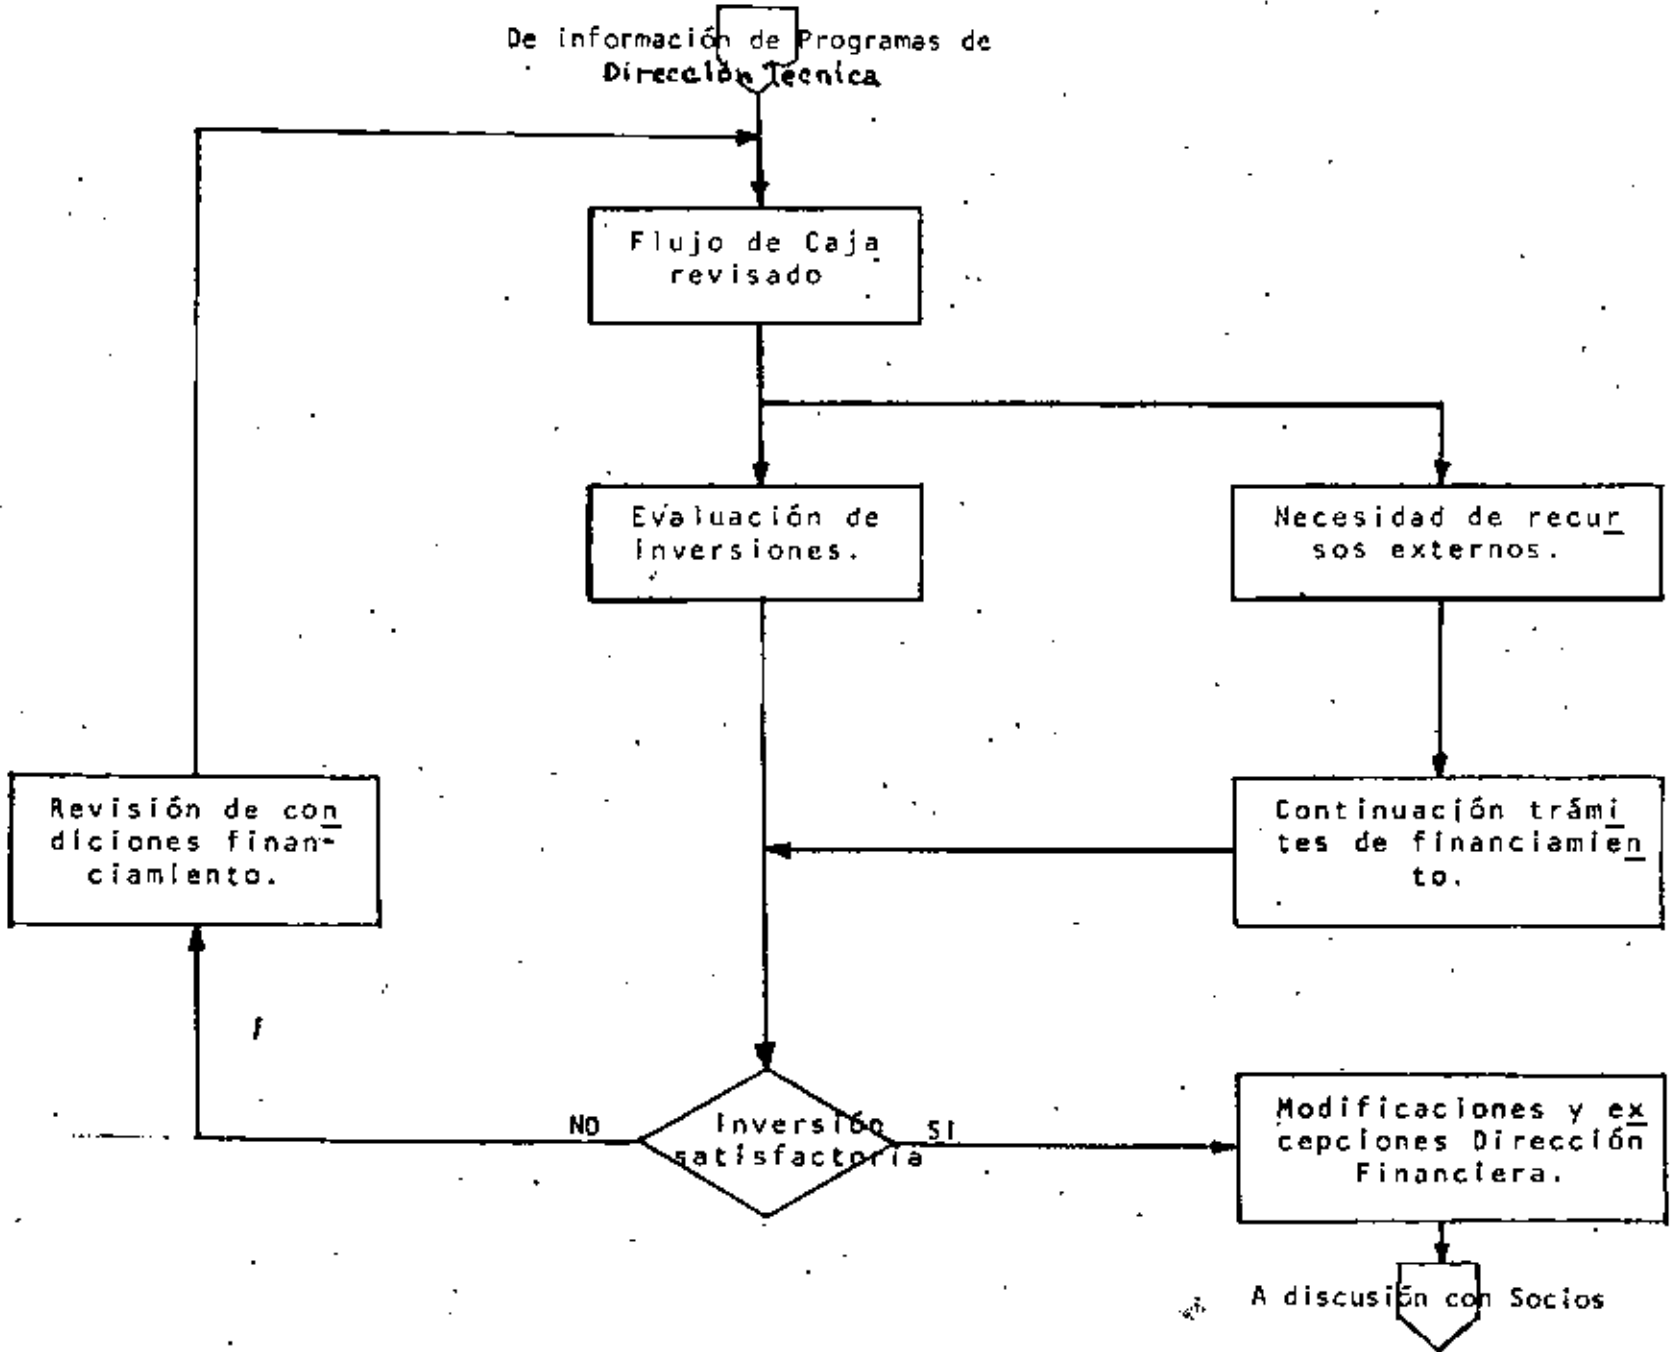 De información de Programas de
Dirección Tecnica
Flujo de Caja
revisado
Evaluación de
inversiones.
Necesidad de recur
sos externos.
Revisión de con
diciones finan-
ciamiento.
Continuación trámi
tes de financiamien
to.
NO
Inversión
satisfactoria
SI
Modificaciones y ex
cepciones Dirección
Financiera.
A discusión con Socios